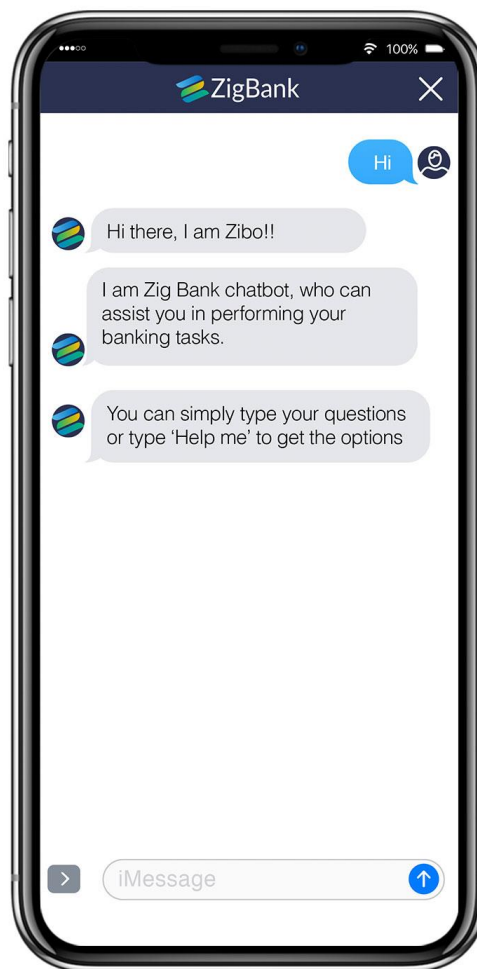 100%
ZigBank
Hi
Hi there, I am Zibo!!
I am Zig Bank chatbot, who can
assist you in performing your
banking tasks.
You can simply type your questions
or type ‘Help me’ to get the options
iMessage